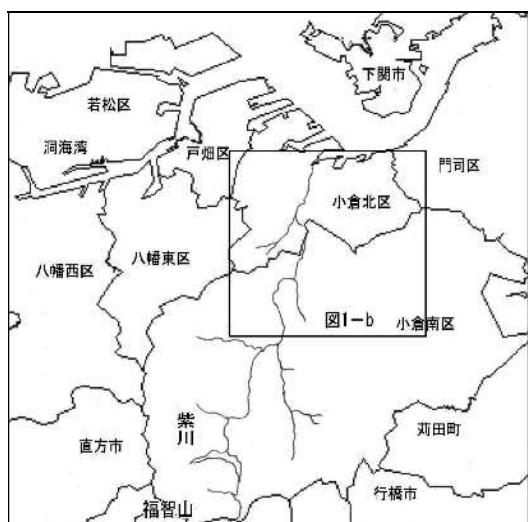 下関市
若松区
洞海湾
戸畑区
門司区
小倉北区
八幡西区
八幡東区
図1-b
小倉南区
紫川
苅田町
直方市
行橋市
福智山